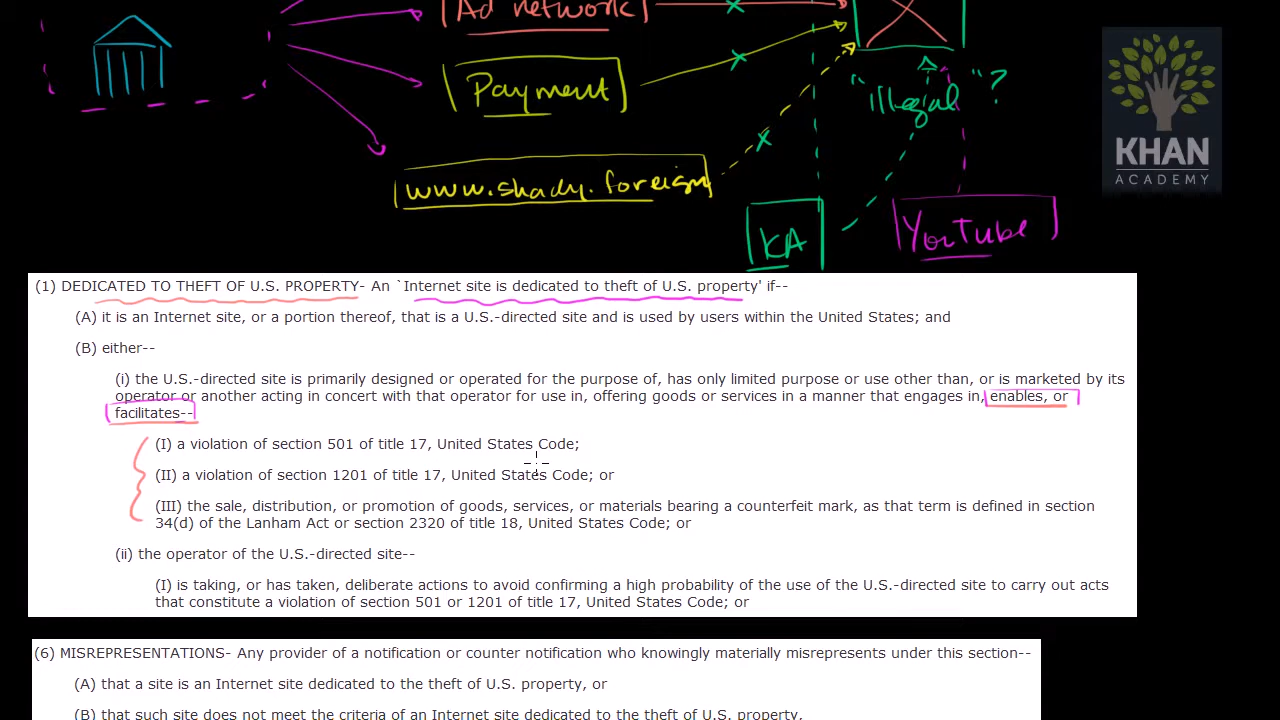 Ad network
Payment
"illegal"?
KHAN
ACADEMY
www.shady.foreign
KA
YouTube
(1) DEDICATED TO THEFT OF U.S. PROPERTY- An `Internet site is dedicated to theft of U.S. property' if--
(A) it is an Internet site, or a portion thereof, that is a U.S.-directed site and is used by users within the United States; and
(B) either--
(i) the U.S.-directed site is primarily designed or operated for the purpose of, has only limited purpose or use other than, or is marketed by its
operator or another acting in concert with that operator for use in, offering goods or services in a manner that engages in, enables, or
facilitates--
(I) a violation of section 501 of title 17, United States Code;
(II) a violation of section 1201 of title 17, United States Code; or
(III) the sale, distribution, or promotion of goods, services, or materials bearing a counterfeit mark, as that term is defined in section
34(d) of the Lanham Act or section 2320 of title 18, United States Code; or
(ii) the operator of the U.S.-directed site--
(I) is taking, or has taken, deliberate actions to avoid confirming a high probability of the use of the U.S.-directed site to carry out acts
that constitute a violation of section 501 or 1201 of title 17, United States Code; or
(6) MISREPRESENTATIONS- Any provider of a notification or counter notification who knowingly materially misrepresents under this section--
(A) that a site is an Internet site dedicated to the theft of U.S. property, or
(B) that such site does not meet the criteria of an Internet site dedicated to the theft of U.S. property,